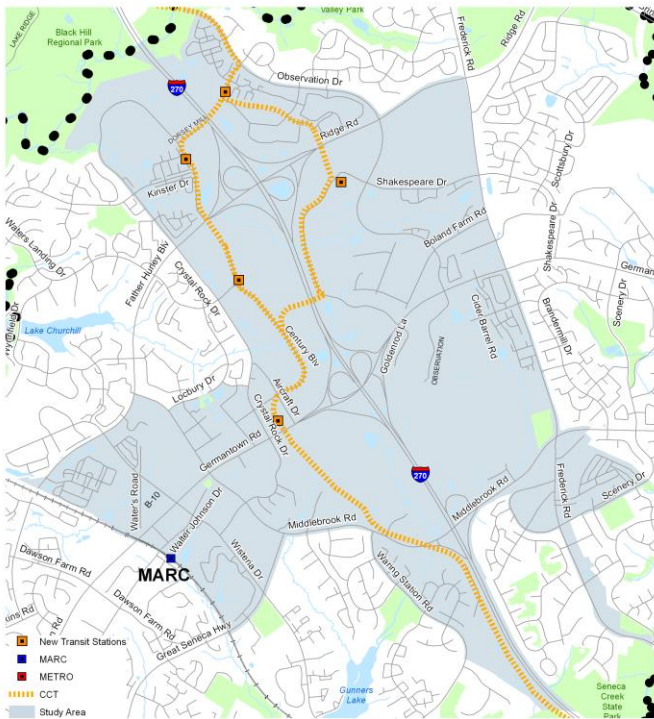 LAKE RIDGE
Black Hill
Regional Park
Valley Park
Frederick Rd
Ridge Rd
Observation Dr
270
DORSEY MILL
Ridge Rd
Kinster Dr
Shakespeare Dr
Scottsbury Dr
Waters Landing Dr
Father Hurley Blv
Crystal Rock Dr
Boland Farm Rd
Shakespeare Dr
German
Scenery Dr
Lake Churchill
Century Blv
Goldenrod La
OBSERVATION
Cider Barrel Rd
Brandermill Dr
Locbury Dr
Aircraft Dr
Crystal Rock Dr
Germantown Rd
270
Water's Road
B-10
Walter Johnson Dr
Middlebrook Rd
Middlebrook Rd
Frederick Rd
Scenery Dr
Wistena Dr
MARC
Dawson Farm Rd
Dawson Farm Rd
Waring Station Rd
Great Seneca Hwy
Gunners
Lake
Seneca
Creek
State
Park
New Transit Stations
MARC
METRO
CCT
Study Area